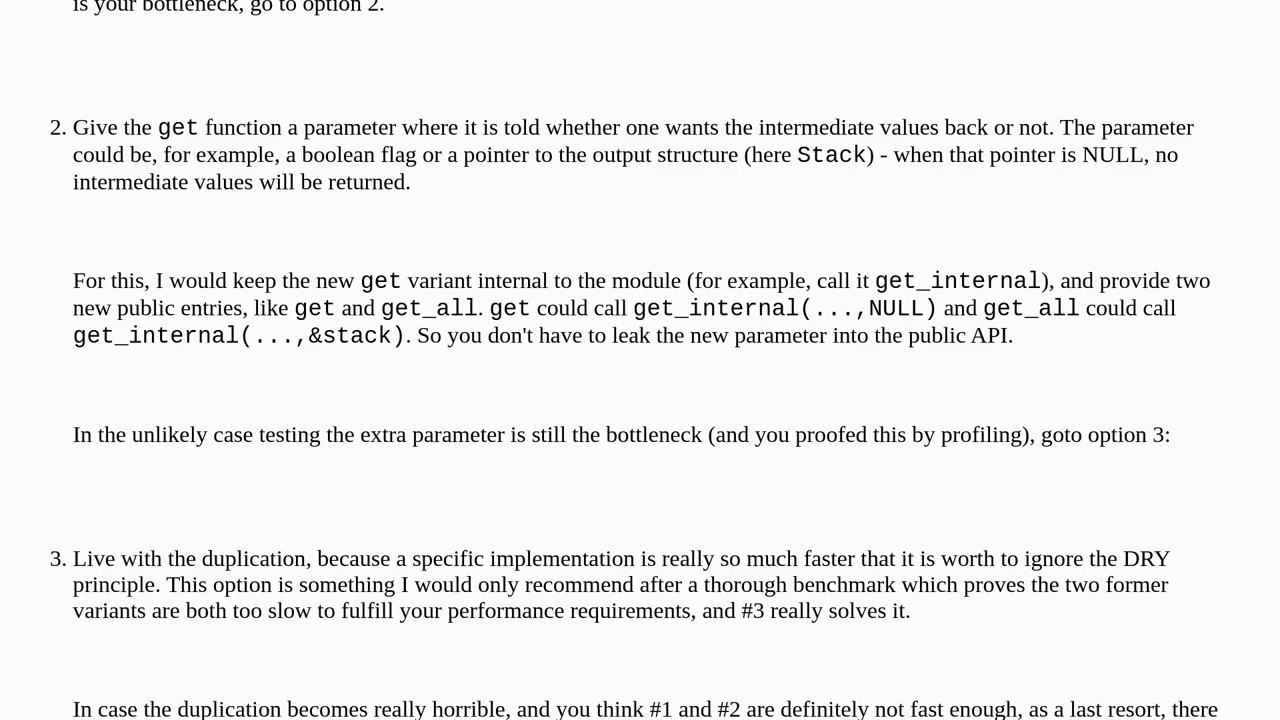 is your bottleneck, go to option 2.
2. Give the get function a parameter where it is told whether one wants the intermediate values back or not. The parameter
could be, for example, a boolean flag or a pointer to the output structure (here Stack) - when that pointer is NULL, no
intermediate values will be returned.
For this, I would keep the new get variant internal to the module (for example, call it get_internal), and provide two
new public entries, like get and get_all. get could call get_internal(...,NULL) and get_all could call
get_internal(...,&stack). So you don't have to leak the new parameter into the public API.
In the unlikely case testing the extra parameter is still the bottleneck (and you proofed this by profiling), goto option 3:
3. Live with the duplication, because a specific implementation is really so much faster that it is worth to ignore the DRY
principle. This option is something I would only recommend after a thorough benchmark which proves the two former
variants are both too slow to fulfill your performance requirements, and #3 really solves it.
In case the duplication becomes really horrible, and you think #1 and #2 are definitely not fast enough, as a last resort, there